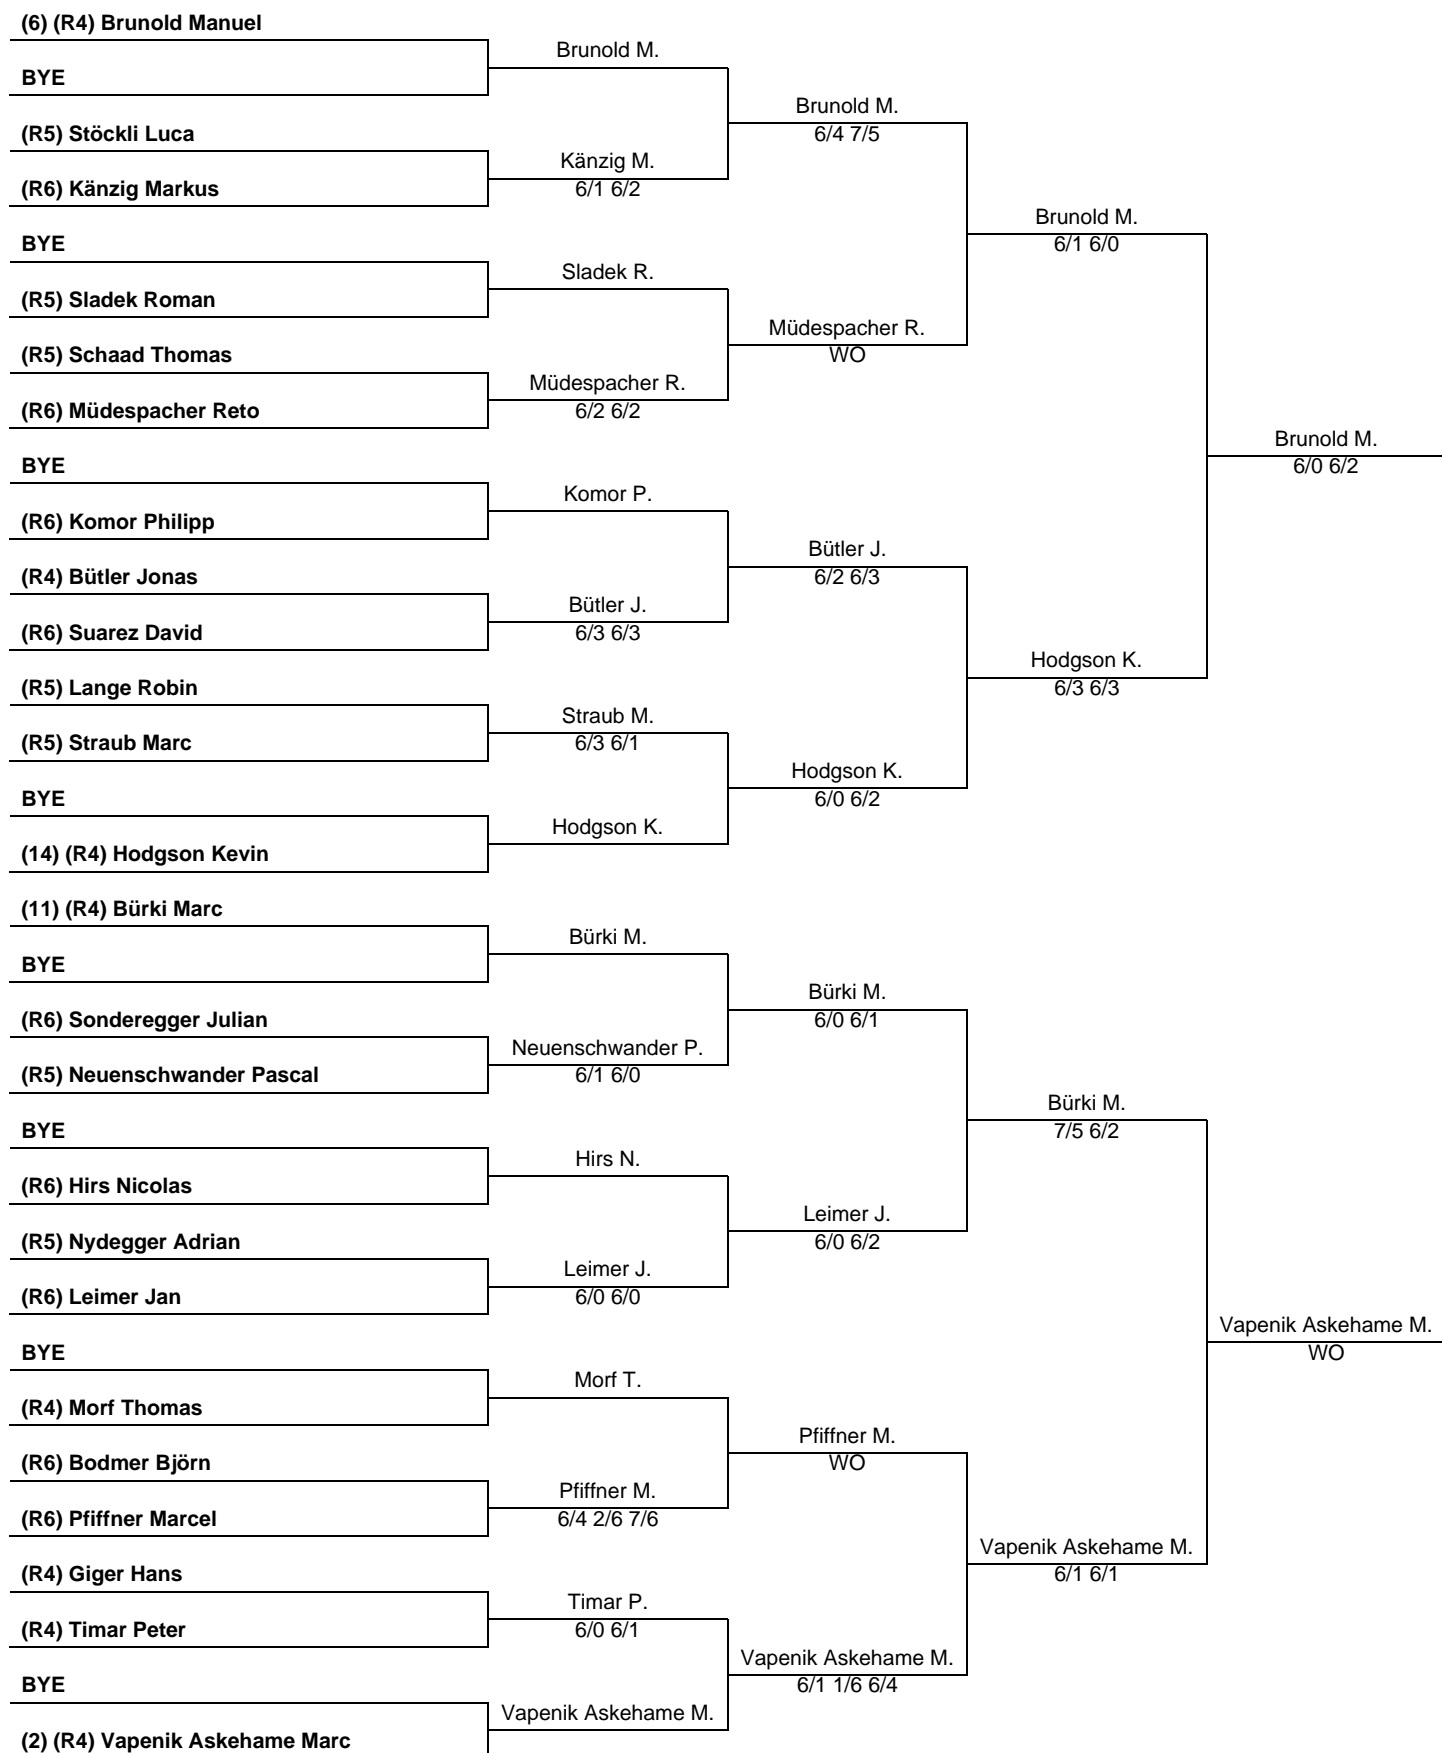 (6) (R4) Brunold Manuel
Brunold M.
BYE
Brunold M.
6/4 7/5
(R5) Stöckli Luca
Känzig M.
6/1 6/2
(R6) Känzig Markus
Brunold M.
6/1 6/0
BYE
Sladek R.
(R5) Sladek Roman
Müdespacher R.
WO
(R5) Schaad Thomas
Müdespacher R.
6/2 6/2
(R6) Müdespacher Reto
Brunold M.
6/0 6/2
BYE
Komor P.
(R6) Komor Philipp
Bütler J.
6/2 6/3
(R4) Bütler Jonas
Bütler J.
6/3 6/3
(R6) Suarez David
Hodgson K.
6/3 6/3
(R5) Lange Robin
Straub M.
6/3 6/1
(R5) Straub Marc
Hodgson K.
6/0 6/2
BYE
Hodgson K.
(14) (R4) Hodgson Kevin
(11) (R4) Bürki Marc
Bürki M.
BYE
Bürki M.
6/0 6/1
(R6) Sonderegger Julian
Neuenschwander P.
6/1 6/0
(R5) Neuenschwander Pascal
Bürki M.
7/5 6/2
BYE
Hirs N.
(R6) Hirs Nicolas
Leimer J.
6/0 6/2
(R5) Nydegger Adrian
Leimer J.
6/0 6/0
(R6) Leimer Jan
Vapenik Askehame M.
WO
BYE
Morf T.
(R4) Morf Thomas
Pfiffner M.
WO
(R6) Bodmer Björn
Pfiffner M.
6/4 2/6 7/6
(R6) Pfiffner Marcel
Vapenik Askehame M.
6/1 6/1
(R4) Giger Hans
Timar P.
6/0 6/1
(R4) Timar Peter
Vapenik Askehame M.
6/1 1/6 6/4
BYE
Vapenik Askehame M.
(2) (R4) Vapenik Askehame Marc